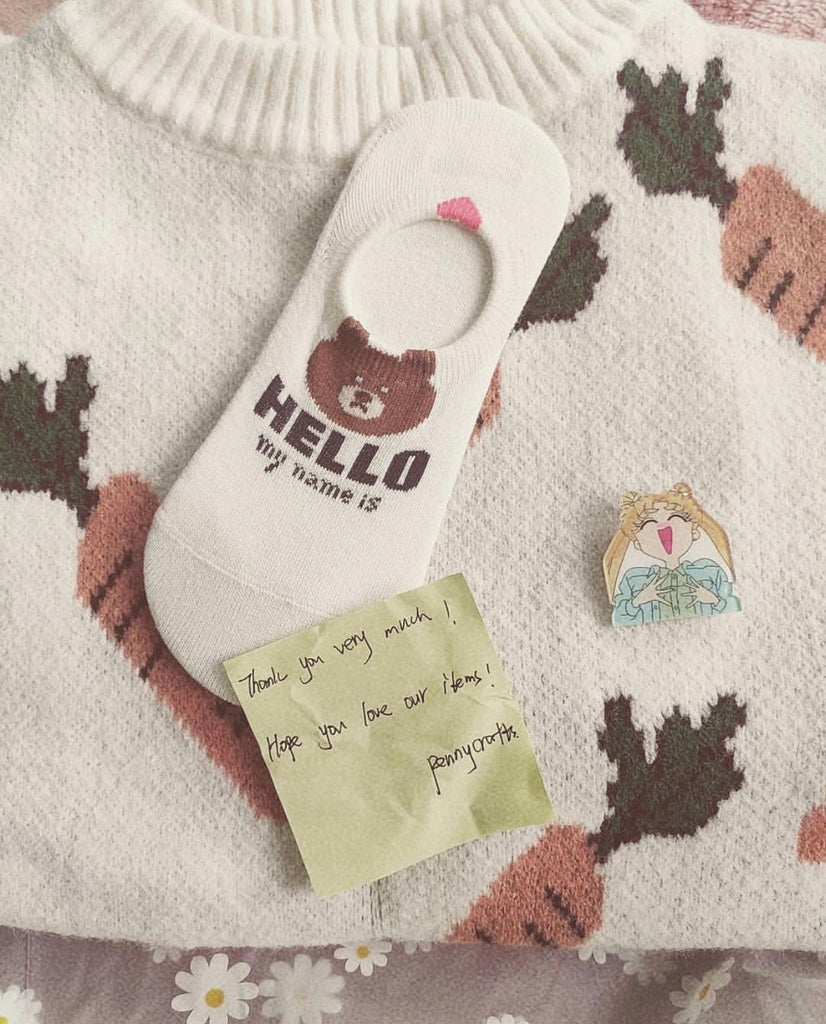 HELLO
my name is
Thank you very much!
Hope you love our items!
pennycrafts.